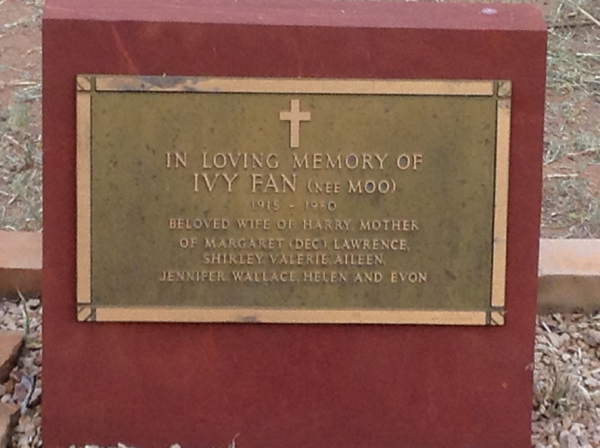 IN LOVING MEMORY OF
IVY FAN (NEE MOO)
1915 - 1980
BELOVED WIFE OF HARRY, MOTHER
OF MARGARET (DEC) LAWRENCE,
SHIRLEY, VALERIE, AILEEN,
JENNIFER, WALLACE, HELEN AND EVON